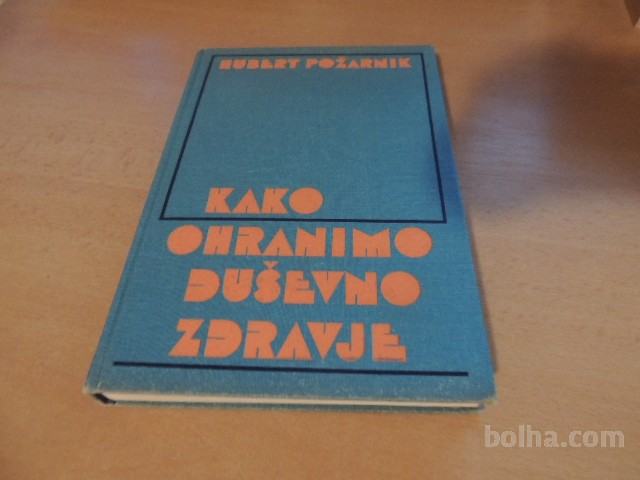 HUBERT POŽARNIK
KAKO
OHRANIMO
DUŠEVNO
ZDRAVJE
bolha.com